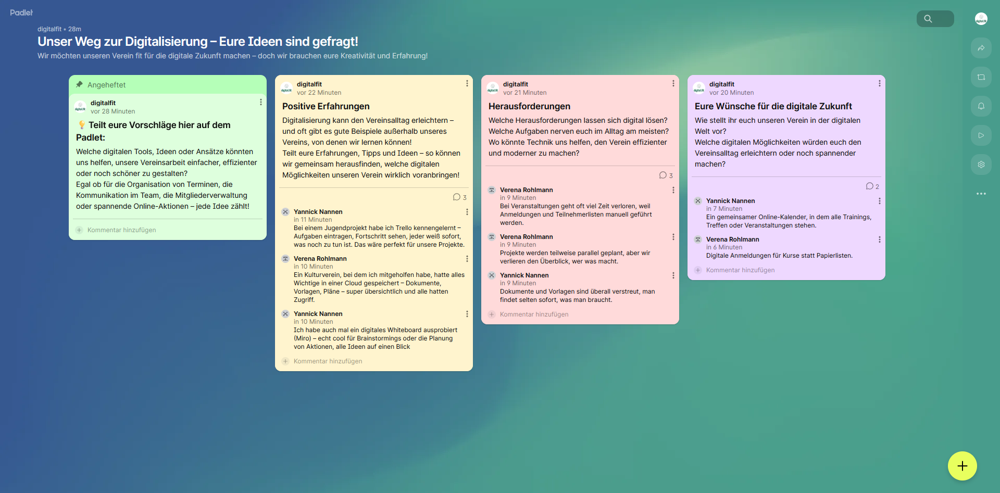 Padlet
digitalfit • 28m
Unser Weg zur Digitalisierung – Eure Ideen sind gefragt!
Wir möchten unseren Verein fit für die digitale Zukunft machen – doch wir brauchen eure Kreativität und Erfahrung!
Angeheftet
digitalfit
vor 28 Minuten
💡 Teilt eure Vorschläge hier auf dem
Padlet:
Welche digitalen Tools, Ideen oder Ansätze könnten
uns helfen, unsere Vereinsarbeit einfacher, effizienter
oder noch schöner zu gestalten?
Egal ob für die Organisation von Terminen, die
Kommunikation im Team, die Mitgliederverwaltung
oder spannende Online-Aktionen – jede Idee zählt!
Kommentar hinzufügen
digitalfit
vor 22 Minuten
Positive Erfahrungen
Digitalisierung kann den Vereinsalltag erleichtern –
und oft gibt es gute Beispiele außerhalb unseres
Vereins, von denen wir lernen können!
Teilt eure Erfahrungen, Tipps und Ideen – so können
wir gemeinsam herausfinden, welche digitalen
Möglichkeiten unseren Verein wirklich voranbringen!
3
Yannick Nannen
in 11 Minuten
Bei einem Jugendprojekt habe ich Trello kennengelernt –
Aufgaben eintragen, Fortschritt sehen, jeder weiß sofort,
was noch zu tun ist. Das wäre perfekt für unsere Projekte.
Verena Rohlmann
in 10 Minuten
Ein Kulturverein, bei dem ich mitgeholfen habe, hatte alles
Wichtige in einer Cloud gespeichert – Dokumente,
Vorlagen, Pläne – super übersichtlich und alle hatten
Zugriff.
Yannick Nannen
in 10 Minuten
Ich habe auch mal ein digitales Whiteboard ausprobiert
(Miro) – echt cool für Brainstormings oder die Planung
von Aktionen, alle Ideen auf einen Blick
Kommentar hinzufügen
digitalfit
vor 21 Minuten
Herausforderungen
Welche Herausforderungen lassen sich digital lösen?
Welche Aufgaben nerven euch im Alltag am meisten?
Wo könnte Technik uns helfen, den Verein effizienter
und moderner zu machen?
3
Verena Rohlmann
in 9 Minuten
Bei Veranstaltungen geht oft viel Zeit verloren, weil
Anmeldungen und Teilnehmerlisten manuell geführt
werden.
Verena Rohlmann
in 9 Minuten
Projekte werden teilweise parallel geplant, aber wir
verlieren den Überblick, wer was macht.
Yannick Nannen
in 9 Minuten
Dokumente und Vorlagen sind überall verstreut, man
findet selten sofort, was man braucht.
Kommentar hinzufügen
digitalfit
vor 20 Minuten
Eure Wünsche für die digitale Zukunft
Wie stellt ihr euch unseren Verein in der digitalen
Welt vor?
Welche digitalen Möglichkeiten würden euch den
Vereinsalltag erleichtern oder noch spannender
machen?
2
Yannick Nannen
in 7 Minuten
Ein gemeinsamer Online-Kalender, in dem alle Trainings,
Treffen oder Veranstaltungen stehen.
Verena Rohlmann
in 6 Minuten
Digitale Anmeldungen für Kurse statt Papierlisten.
Kommentar hinzufügen